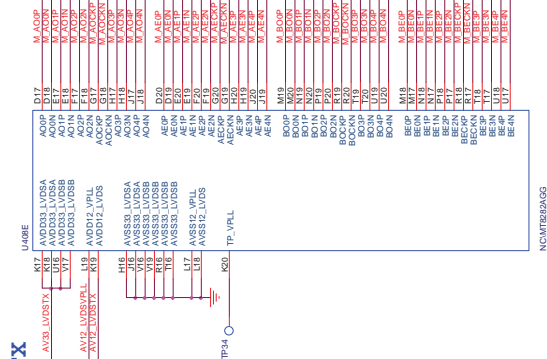 M_AO0P
M_AO0N
M_AO1P
M_AO1N
M_AO2P
M_AO2N
M_AOCKP
M_AOCKN
M_AO3P
M_AO3N
M_AO4P
M_AO4N
M_AE0P
M_AE0N
M_AE1P
M_AE1N
M_AE2P
M_AE2N
M_AECKP
M_AECKN
M_AE3P
M_AE3N
M_AE4P
M_AE4N
M_BO0P
M_BO0N
M_BO1P
M_BO1N
M_BO2P
M_BO2N
M_BOCKP
M_BOCKN
M_BO3P
M_BO3N
M_BO4P
M_BO4N
M_BE0P
M_BE0N
M_BE1P
M_BE1N
M_BE2P
M_BE2N
M_BECKP
M_BECKN
M_BE3P
M_BE3N
M_BE4P
M_BE4N
D17
D18
E17
E18
F17
F18
G17
G18
H17
H18
J17
J18
D20
D19
E20
E19
F20
F19
G20
G19
H20
H19
J20
J19
M19
M20
N19
N20
P19
P20
R19
R20
T19
T20
U19
U20
M18
M17
N18
N17
P18
P17
R18
R17
T18
T17
U18
U17
AO0P
AO0N
AO1P
AO1N
AO2P
AO2N
AOCKP
AOCKN
AO3P
AO3N
AO4P
AO4N
AE0P
AE0N
AE1P
AE1N
AE2P
AE2N
AECKP
AECKN
AE3P
AE3N
AE4P
AE4N
BO0P
BO0N
BO1P
BO1N
BO2P
BO2N
BOCKP
BOCKN
BO3P
BO3N
BO4P
BO4N
BE0P
BE0N
BE1P
BE1N
BE2P
BE2N
BECKP
BECKN
BE3P
BE3N
BE4P
BE4N
U408E
AVDD33_LVDSA
AVDD33_LVDSA
AVDD33_LVDSB
AVDD33_LVDSB
AVDD12_VPLL
AVDD12_LVDS
AVSS33_LVDSA
AVSS33_LVDSA
AVSS33_LVDSB
AVSS33_LVDSB
AVSS33_LVDSB
AVSS33_LVDSB
AVSS12_VPLL
AVSS12_LVDS
TP_VPLL
NC\MT8282AGG
K17
K18
U16
V17
L19
K19
H16
J16
V16
V19
R16
T16
L17
L18
K20
AV33_LVDSTX
AV12_LVDSVPLL
AV12_LVDSTX
TP34
TX